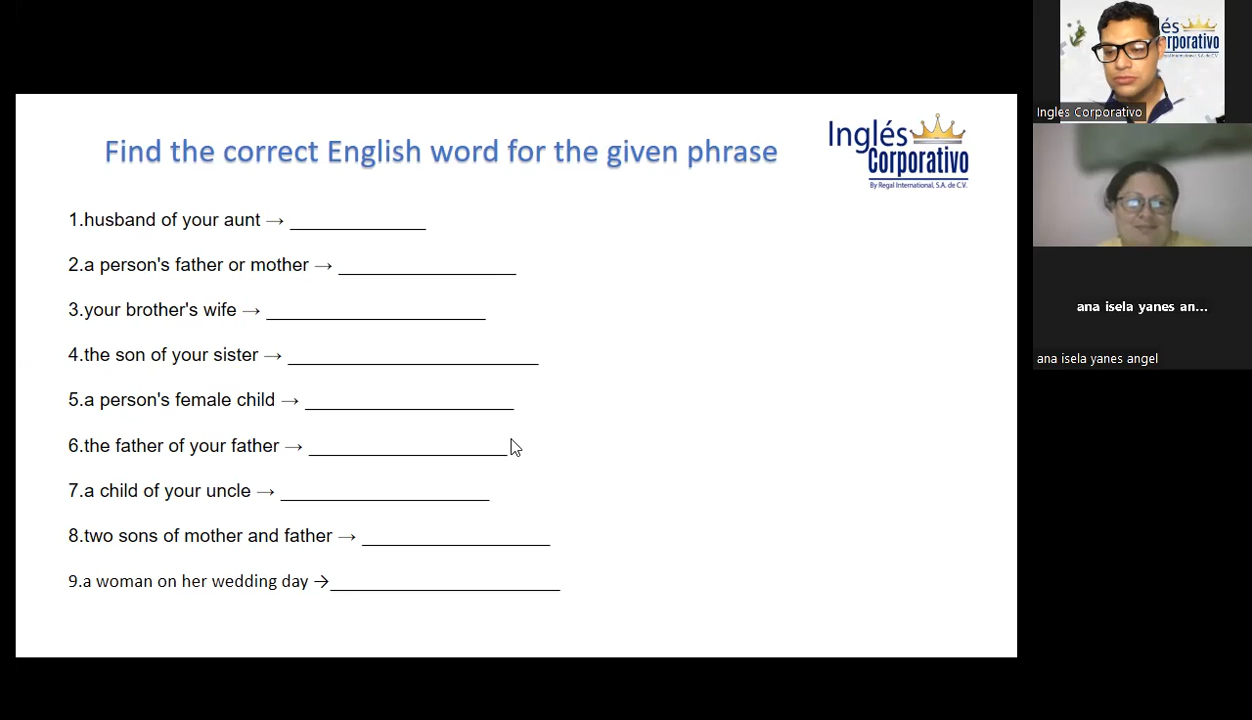 Find the correct English word for the given phrase
Inglés
Corporativo
By Regal International, S.A. de C.V.
1.husband of your aunt → ______________
2.a person's father or mother → __________________
3.your brother's wife → ______________________
4.the son of your sister → _________________________
5.a person's female child → _____________________
6.the father of your father → ____________________
7.a child of your uncle → _____________________
8.two sons of mother and father → ___________________
9.a woman on her wedding day →_______________________
és
rporativo
Ingles Corporativo
ana isela yanes an...
ana isela yanes angel